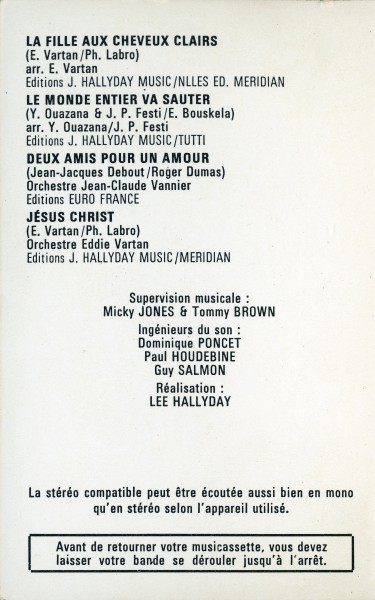 LA FILLE AUX CHEVEUX CLAIRS
(E. Vartan/Ph. Labro)
arr. E. Vartan
Editions J. HALLYDAY MUSIC/NLLES ED. MERIDIAN
LE MONDE ENTIER VA SAUTER
(Y. Ouazana & J. P. Festi/E. Bouskela)
arr. Y. Ouazana/J. P. Festi
Editions J. HALLYDAY MUSIC/TUTTI
DEUX AMIS POUR UN AMOUR
(Jean-Jacques Debout/Roger Dumas)
Orchestre Jean-Claude Vannier
Editions EURO FRANCE
JÉSUS CHRIST
(E. Vartan/Ph. Labro)
Orchestre Eddie Vartan
Editions J. HALLYDAY MUSIC/MERIDIAN
Supervision musicale :
Micky JONES & Tommy BROWN
Ingénieurs du son :
Dominique PONCET
Paul HOUDEBINE
Guy SALMON
Réalisation :
LEE HALLYDAY
La stéréo compatible peut être écoutée aussi bien en mono
qu'en stéréo selon l'appareil utilisé.
Avant de retourner votre musicassette, vous devez
laisser votre bande se dérouler jusqu'à l'arrêt.